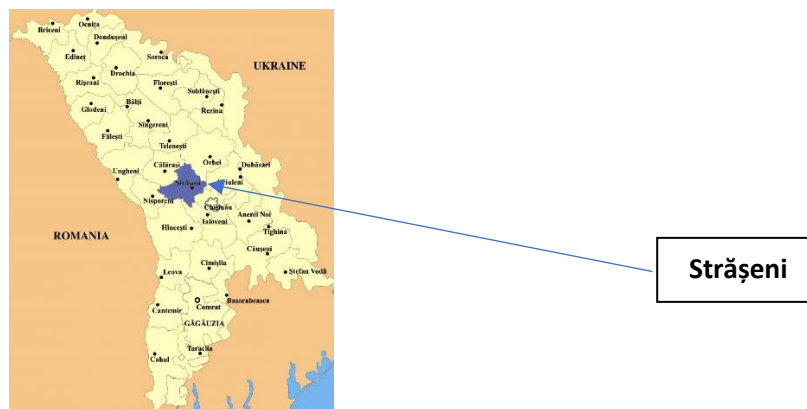 Ocnița
Briceni
Dondușeni
Edineț
Soroca
UKRAINE
Drochia
Rîșcani
Florești
Șoldănești
Glodeni
Bălți
Rezina
Sîngerei
Fălești
Telenești
Orhei
Călărași
Dubăsari
Ungheni
Strășeni
Criuleni
Nisporeni
Chișinău
Ialoveni
Anenii Noi
ROMANIA
Hîncești
Tighina
Căușeni
Strășeni
Cimișlia
Leova
Ștefan Vodă
Basarabeasca
Comrat
Cantemir
GĂGĂUZIA
Taraclia
Cahul